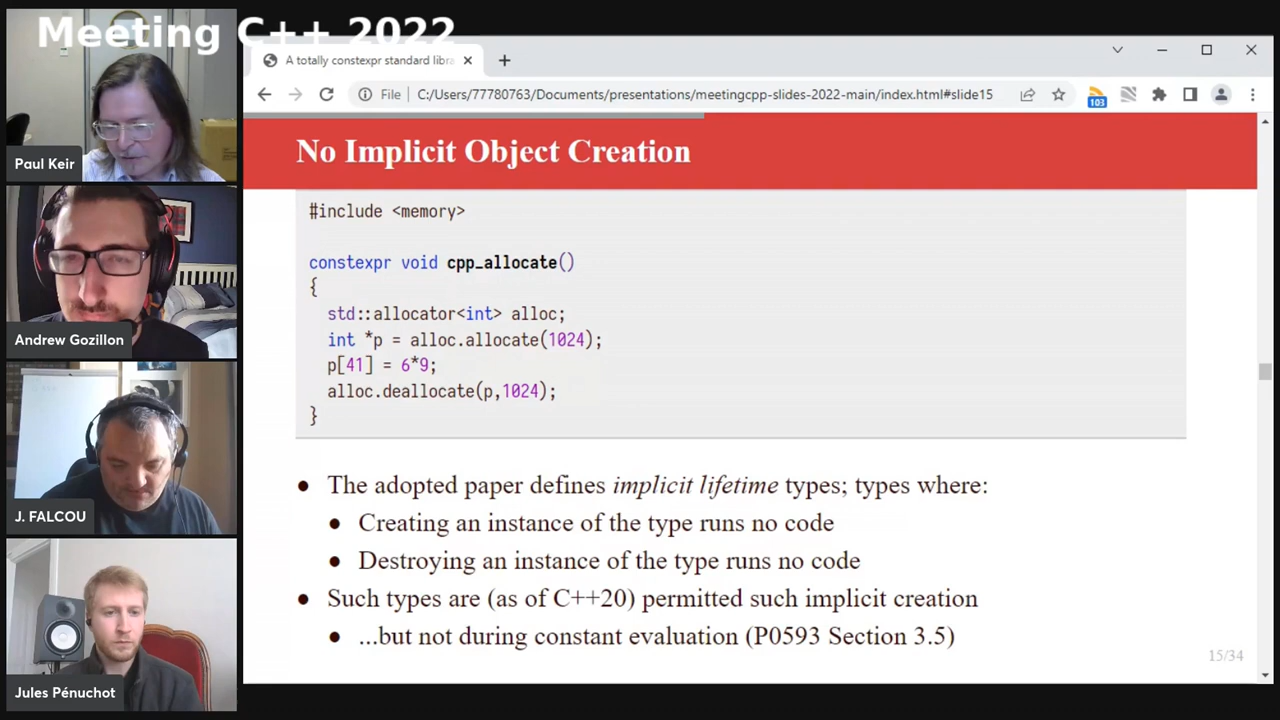 Meeting C++ 2022
Paul Keir
Andrew Gozillon
J. FALCOU
Jules Pénuchot
A totally constexpr standard libra
File C:/Users/77780763/Documents/presentations/meetingcpp-slides-2022-main/index.html#slide15
103
No Implicit Object Creation
#include <memory>
constexpr void cpp_allocate()
{
std::allocator<int> alloc;
int *p = alloc.allocate(1024);
p[41] = 6*9;
alloc.deallocate(p,1024);
}
● The adopted paper defines implicit lifetime types; types where:
● Creating an instance of the type runs no code
● Destroying an instance of the type runs no code
● Such types are (as of C++20) permitted such implicit creation
● ...but not during constant evaluation (P0593 Section 3.5)
15/34